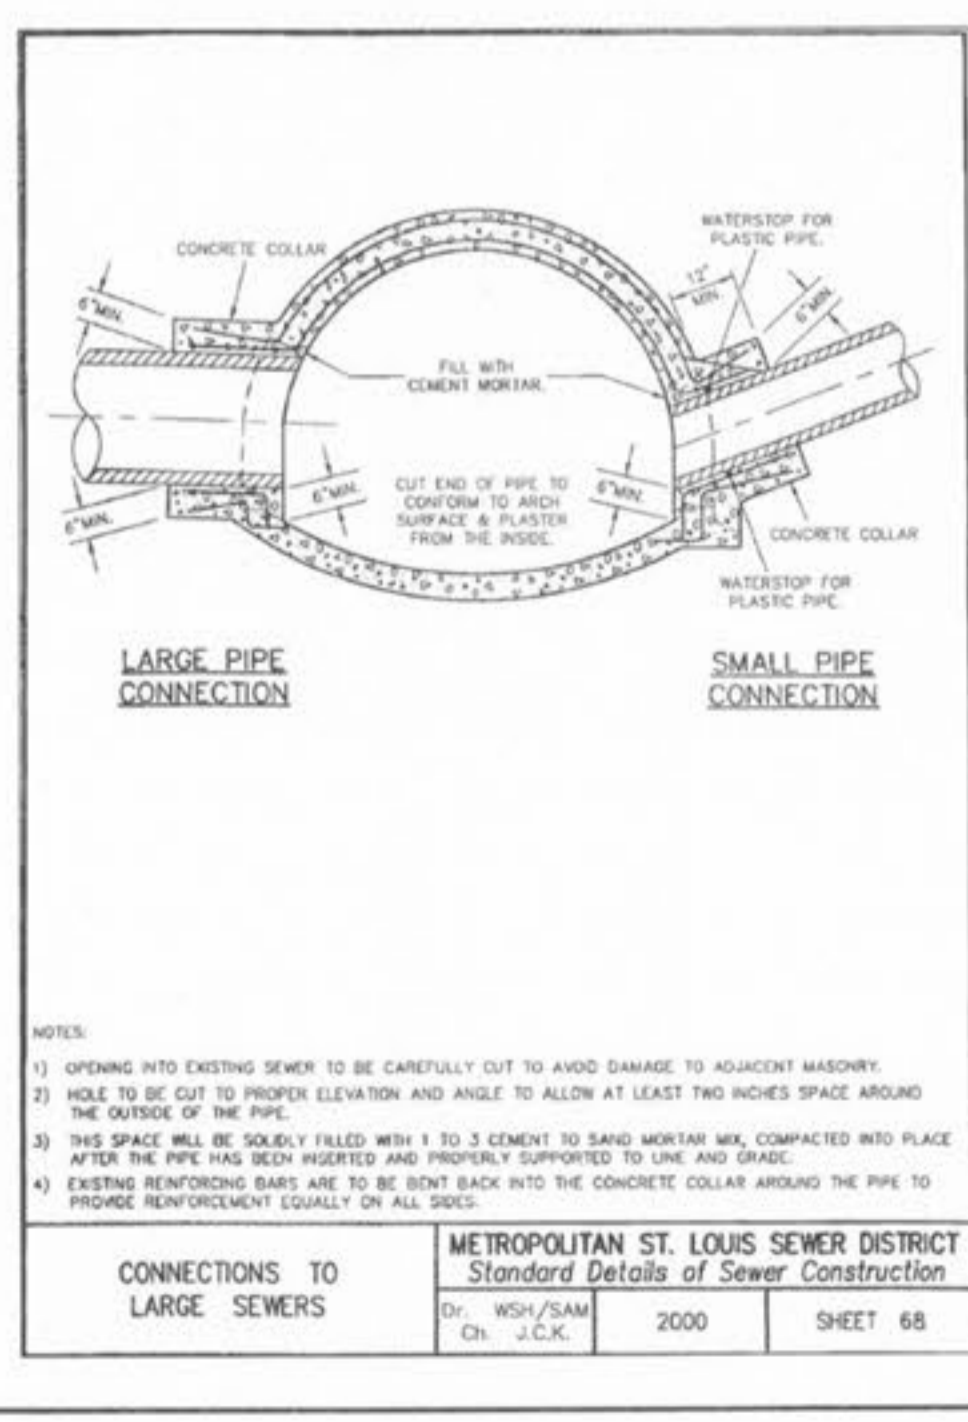 CONCRETE COLLAR
WATERSTOP FOR
PLASTIC PIPE.
12"
MIN.
6"MIN.
6"MIN.
FILL WITH
CEMENT MORTAR.
6"MIN.
CUT END OF PIPE TO
CONFORM TO ARCH
SURFACE & PLASTER
FROM THE INSIDE.
6"MIN.
6"MIN.
CONCRETE COLLAR
WATERSTOP FOR
PLASTIC PIPE.
LARGE PIPE
CONNECTION
SMALL PIPE
CONNECTION
NOTES:
1) OPENING INTO EXISTING SEWER TO BE CAREFULLY CUT TO AVOID DAMAGE TO ADJACENT MASONRY.
2) HOLE TO BE CUT TO PROPER ELEVATION AND ANGLE TO ALLOW AT LEAST TWO INCHES SPACE AROUND
THE OUTSIDE OF THE PIPE.
3) THIS SPACE WILL BE SOLIDLY FILLED WITH 1 TO 3 CEMENT TO SAND MORTAR MIX, COMPACTED INTO PLACE
AFTER THE PIPE HAS BEEN INSERTED AND PROPERLY SUPPORTED TO LINE AND GRADE.
4) EXISTING REINFORCING BARS ARE TO BE BENT BACK INTO THE CONCRETE COLLAR AROUND THE PIPE TO
PROVIDE REINFORCEMENT EQUALLY ON ALL SIDES.
CONNECTIONS TO
LARGE SEWERS
METROPOLITAN ST. LOUIS SEWER DISTRICT
Standard Details of Sewer Construction
Dr. WSH/SAM
Ch. J.C.K.
2000
SHEET 68